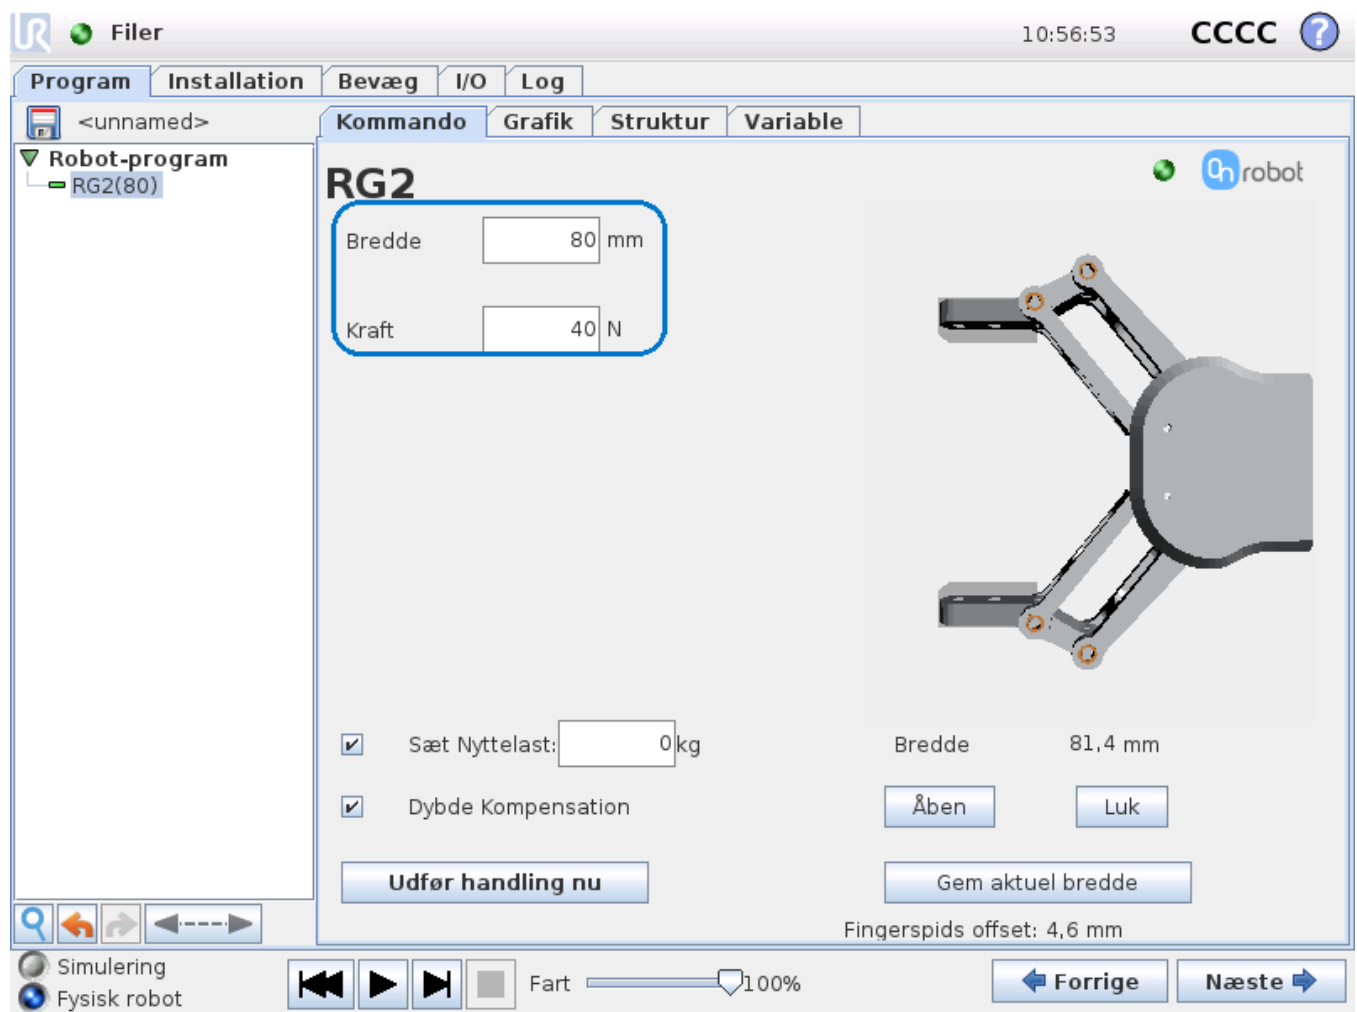 UR Filer 10:56:53 CCCC ?
Program Installation Bevæg I/O Log
<unnamed> Kommando Grafik Struktur Variable
Robot-program
RG2(80)
RG2
On robot
Bredde 80 mm
Kraft 40 N
Sæt Nyttelast: 0 kg Bredde 81,4 mm
Dybde Kompensation Åben Luk
Udfør handling nu Gem aktuel bredde
Fingerspids offset: 4,6 mm
Simulering
Fysisk robot
Fart 100% Forrige Næste